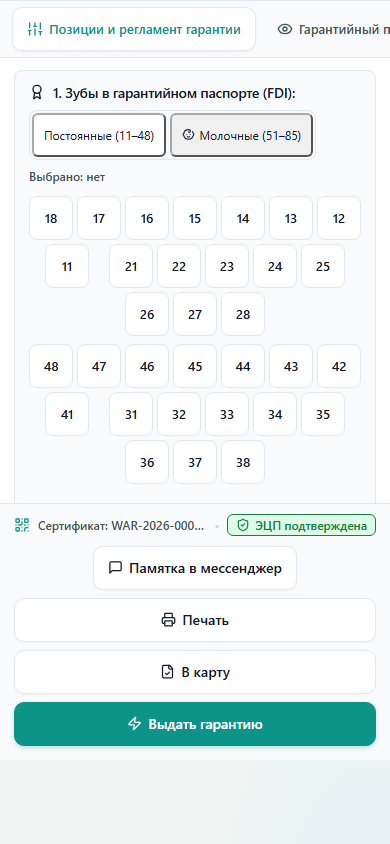 Позиции и регламент гарантии
Гарантийный п
1. Зубы в гарантийном паспорте (FDI):
Постоянные (11–48)
Молочные (51–85)
Выбрано: нет
18 17 16 15 14 13 12
11 21 22 23 24 25
26 27 28
48 47 46 45 44 43 42
41 31 32 33 34 35
36 37 38
Сертификат: WAR-2026-000... • ЭЦП подтверждена
Памятка в мессенджер
Печать
В карту
Выдать гарантию